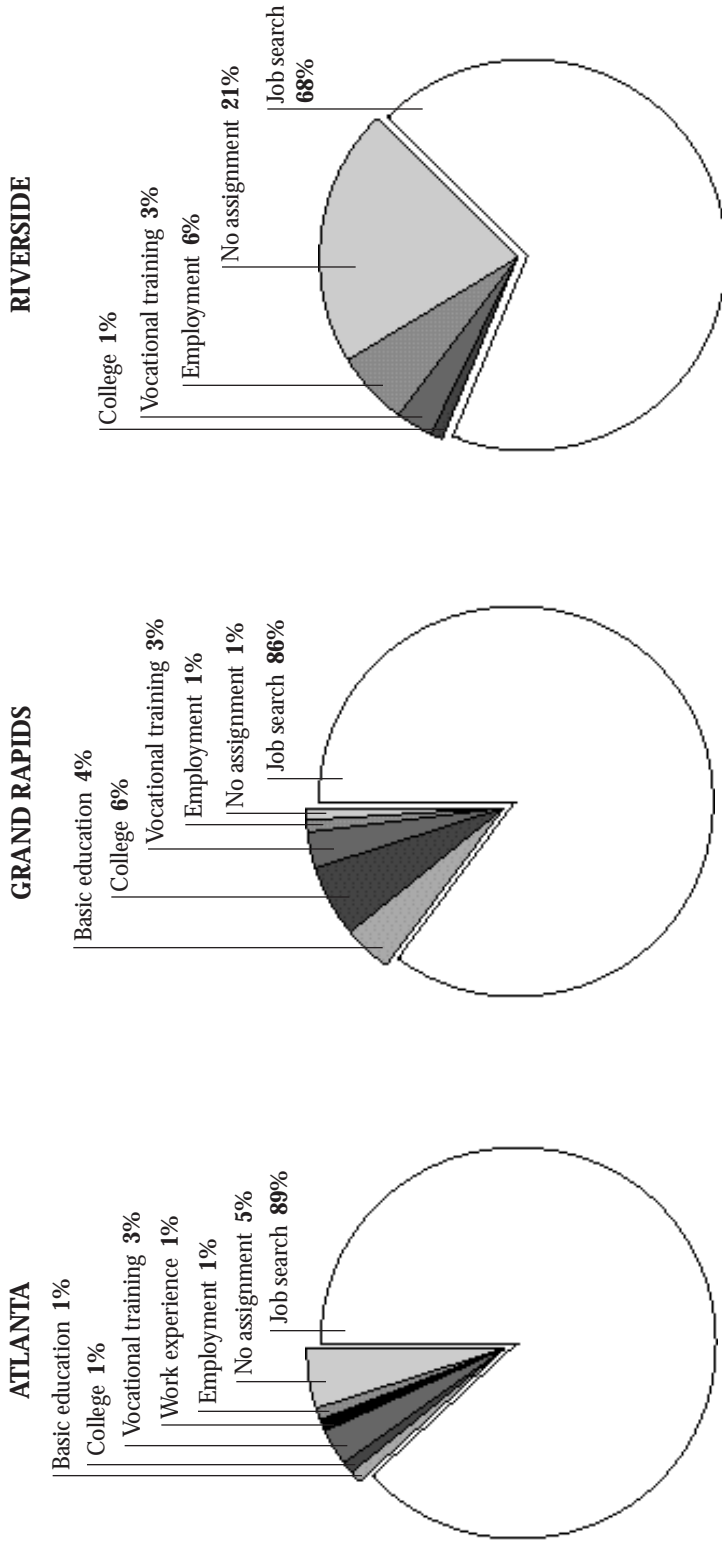 ATLANTA
Basic education 1%
College 1%
Vocational training 3%
Work experience 1%
Employment 1%
No assignment 5%
Job search 89%
GRAND RAPIDS
Basic education 4%
College 6%
Vocational training 3%
Employment 1%
No assignment 1%
Job search 86%
RIVERSIDE
College 1%
Vocational training 3%
Employment 6%
No assignment 21%
Job search
68%